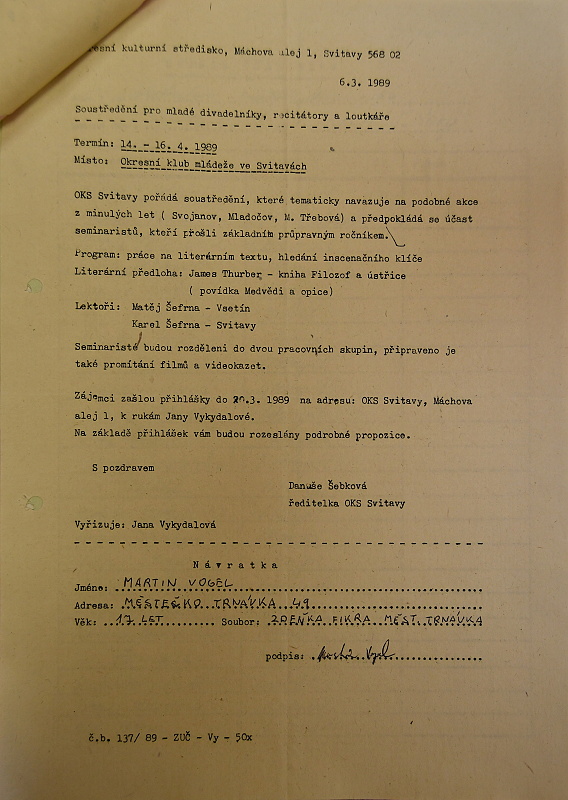 esní kulturní středisko, Máchova alej 1, Svitavy 568 02
6.3. 1989
Soustředění pro mladé divadelníky, recitátory a loutkáře
Termín: 14. - 16. 4. 1989
Místo: Okresní klub mládeže ve Svitavách
OKS Svitavy pořádá soustředění, které tematicky navazuje na podobné akce
z minulých let ( Svojanov, Mladočov, M. Třebová) a předpokládá se účast
seminaristů, kteří prošli základním průpravným ročníkem.
Program: práce na literárním textu, hledání inscenačního klíče
Literární předloha: James Thurber - kniha Filozof a ústřice
( povídka Medvědi a opice)
Lektoři: Matěj Šefrna - Vsetín
Karel Šefrna - Svitavy
Seminaristé budou rozděleni do dvou pracovních skupin, připraveno je
také promítání filmů a videokazet.
Zájemci zašlou přihlášky do 20.3. 1989 na adresu: OKS Svitavy, Máchova
alej 1, k rukám Jany Vykydalové.
Na základě přihlášek vám budou rozeslány podrobné propozice.
S pozdravem
Danuše Šebková
ředitelka OKS Svitavy
Vyřizuje: Jana Vykydalová
Návratka
Jméno: MARTIN VOGEL
Adresa: MĚSTEČKO TRNÁVKA 49
Věk: 17 LET Soubor: ZDEŇKA FIKRA MĚST. TRNÁVKA
podpis: Martin Vogel
č.b. 137/ 89 - ZUČ - Vy - 50x